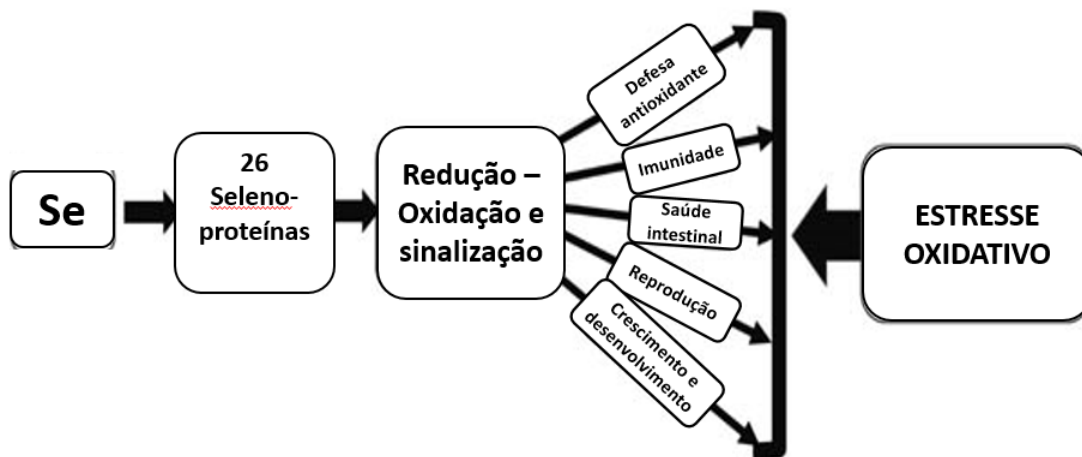 Se
26
Seleno-
proteínas
Redução –
Oxidação e
sinalização
Defesa
antioxidante
Imunidade
Saúde
intestinal
Reprodução
Crescimento e
desenvolvimento
ESTRESSE
OXIDATIVO